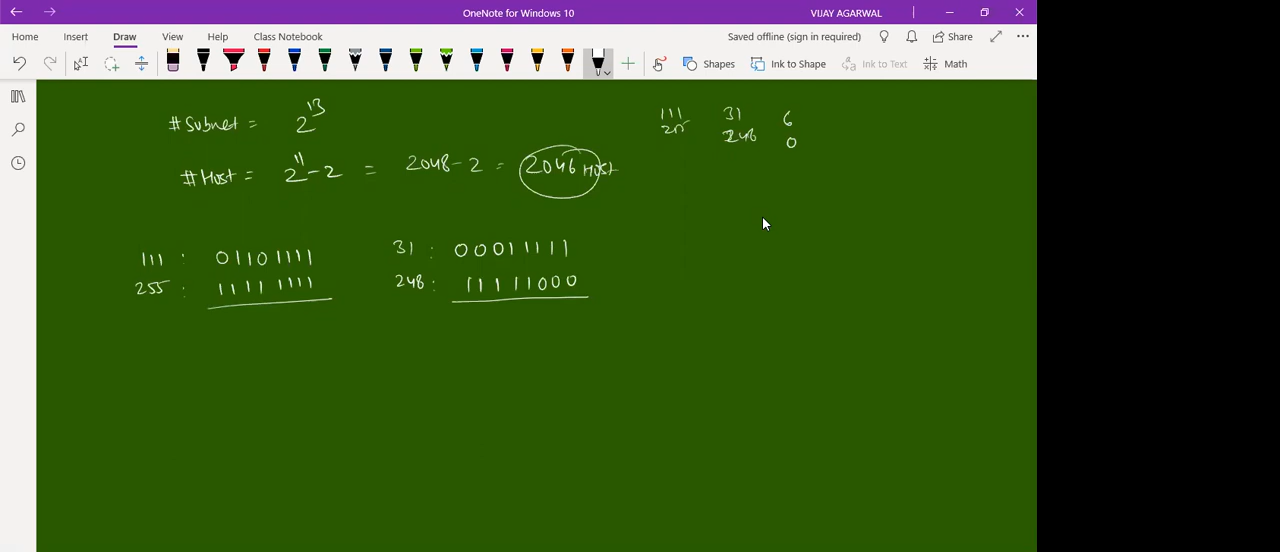 OneNote for Windows 10
VIJAY AGARWAL
Home Insert Draw View Help Class Notebook
Saved offline (sign in required)
Share
Shapes
Ink to Shape
Ink to Text
Math
#Subnet = 2^13
#Host = 2^11 - 2 = 2048 - 2 = 2046 Host
111 31 6
255 248 0
111 : 01101111
255 : 11111111
31 : 00011111
248 : 11111000